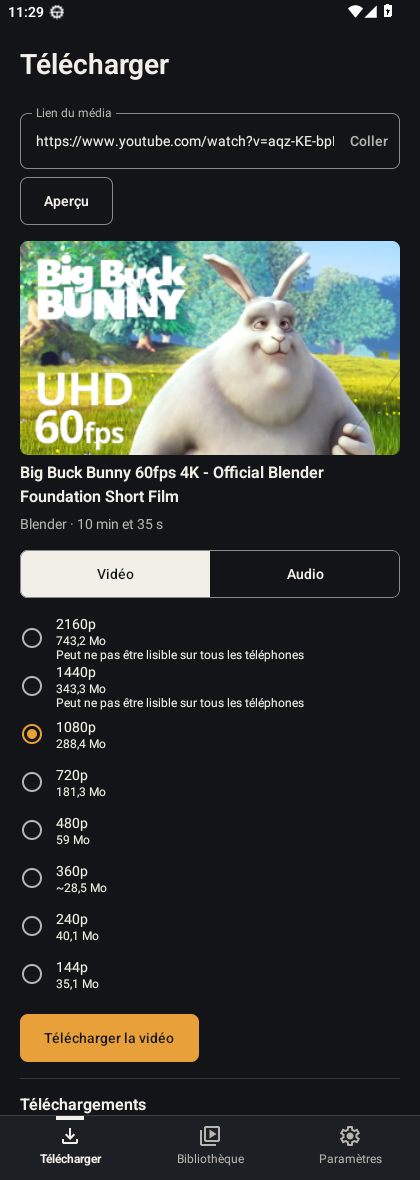 11:29
Télécharger
Lien du média
https://www.youtube.com/watch?v=aqz-KE-bpl
Coller
Aperçu
Big Buck
BUNNY
UHD
60fps
Big Buck Bunny 60fps 4K - Official Blender
Foundation Short Film
Blender · 10 min et 35 s
Vidéo
Audio
2160p
743,2 Mo
Peut ne pas être lisible sur tous les téléphones
1440p
343,3 Mo
Peut ne pas être lisible sur tous les téléphones
1080p
288,4 Mo
720p
181,3 Mo
480p
59 Mo
360p
~28,5 Mo
240p
40,1 Mo
144p
35,1 Mo
Télécharger la vidéo
Téléchargements
Télécharger
Bibliothèque
Paramètres